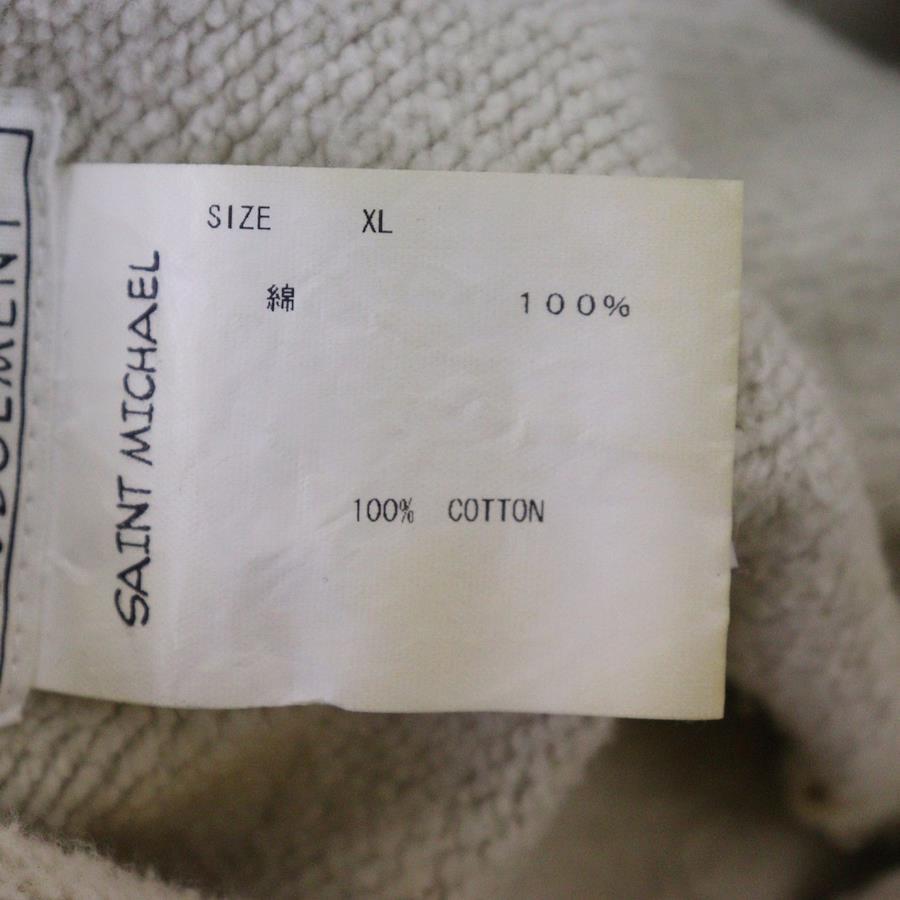 SIZE XL
綿 １００％
100% COTTON
SAINT MICHAEL